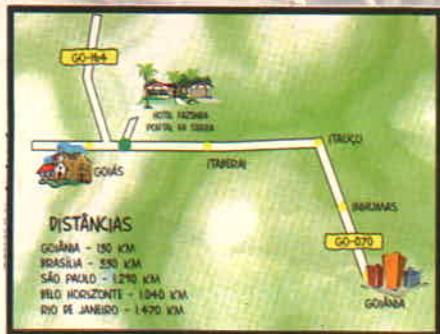 GO-164
HOTEL FAZENDA
PORTAL DA SERRA
ITAUÇU
GOIÁS
ITABERAÍ
INHUMAS
GO-070
GOIÂNIA
DISTÂNCIAS
GOIÂNIA - 130 KM
BRASÍLIA - 330 KM
SÃO PAULO - 1.290 KM
BELO HORIZONTE - 1.040 KM
RIO DE JANEIRO - 1.470 KM